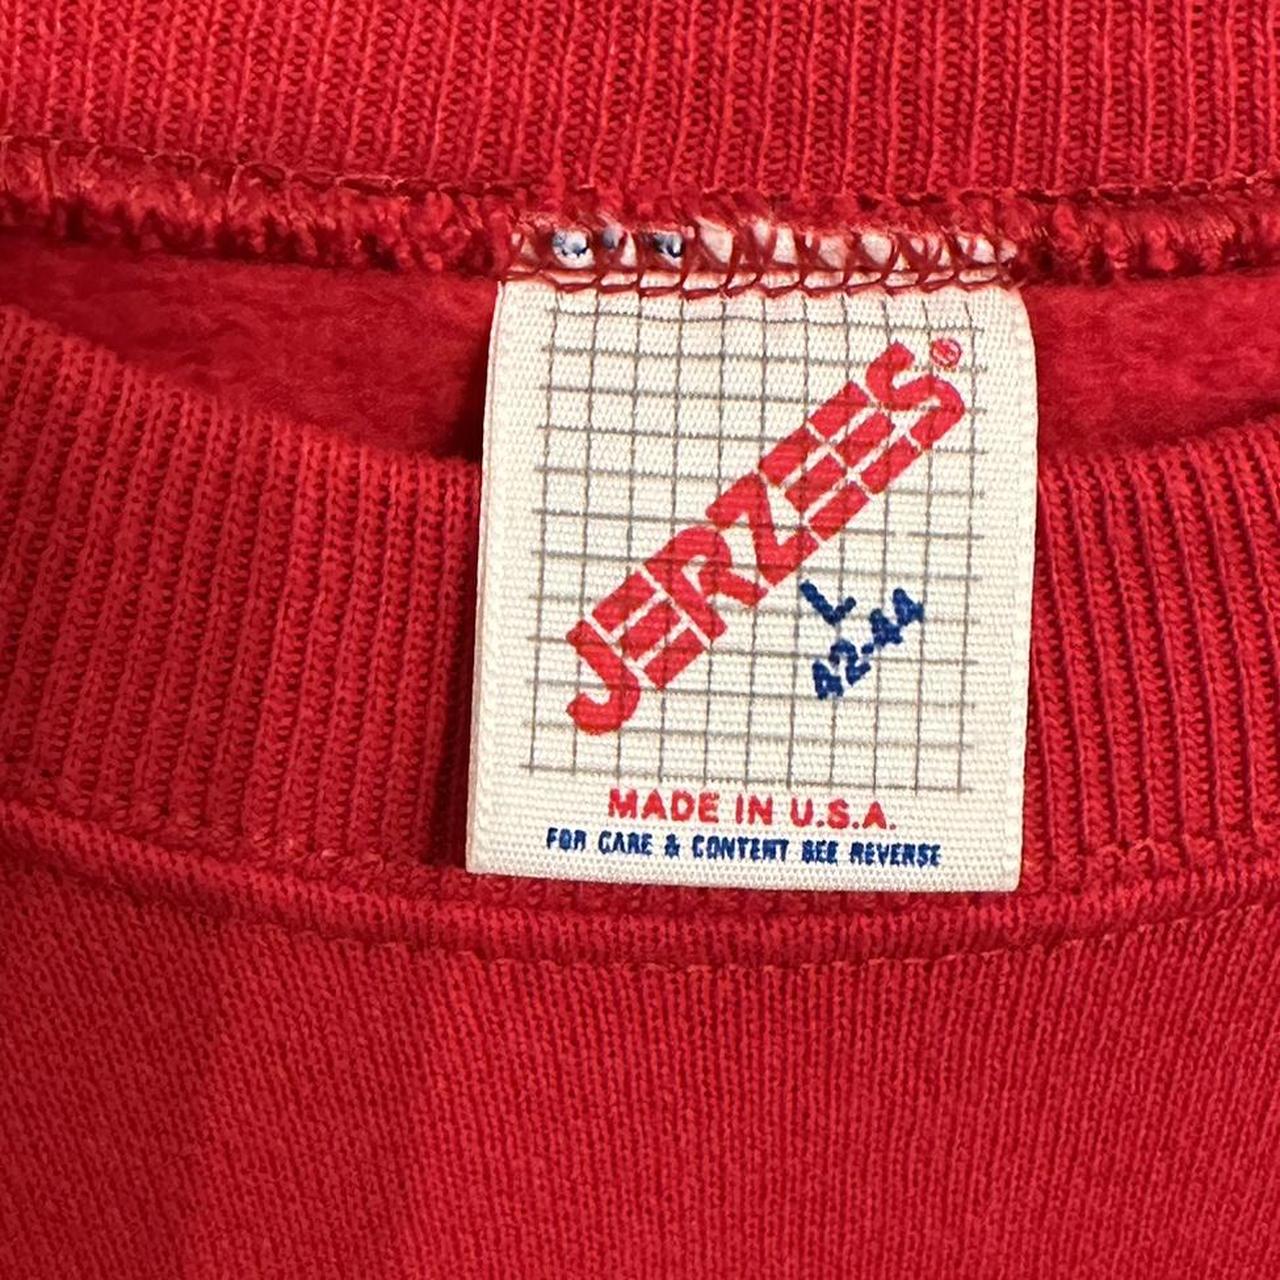 JERZEES®
L
42-44
MADE IN U.S.A.
FOR CARE & CONTENT SEE REVERSE